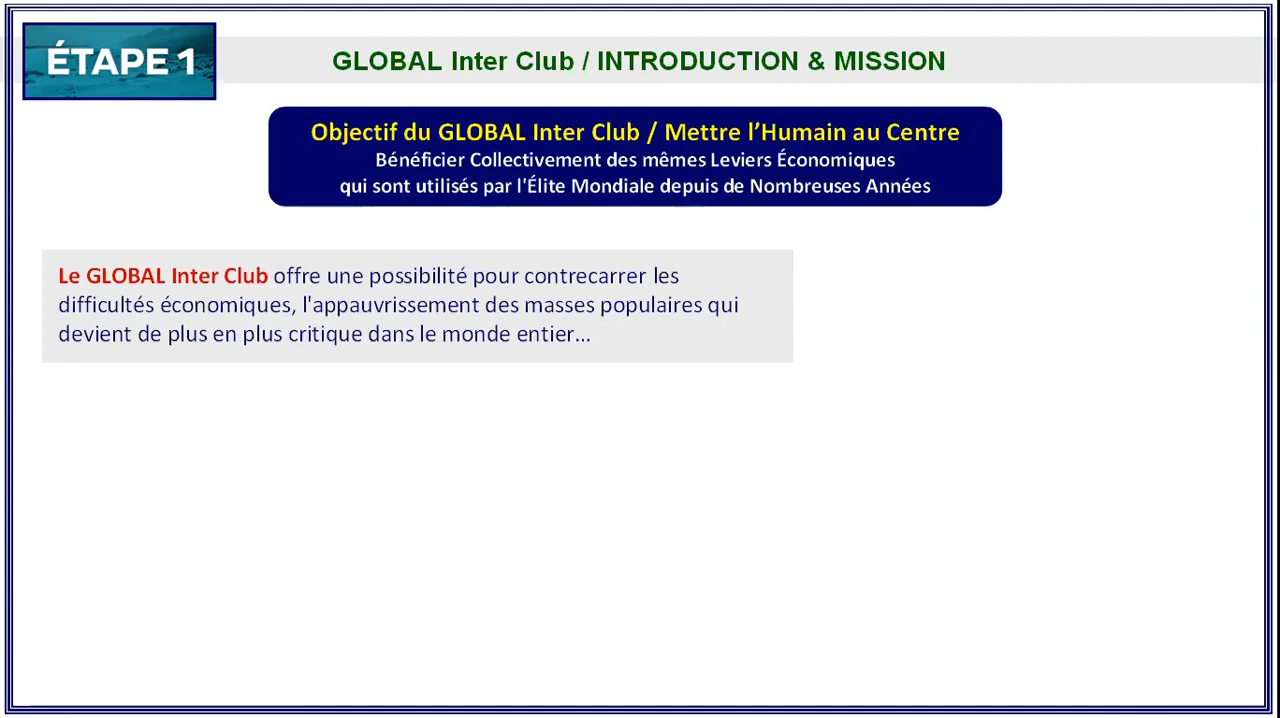 ÉTAPE 1
GLOBAL Inter Club / INTRODUCTION & MISSION
Objectif du GLOBAL Inter Club / Mettre l’Humain au Centre
Bénéficier Collectivement des mêmes Leviers Économiques
qui sont utilisés par l'Élite Mondiale depuis de Nombreuses Années
Le GLOBAL Inter Club offre une possibilité pour contrecarrer les
difficultés économiques, l'appauvrissement des masses populaires qui
devient de plus en plus critique dans le monde entier...